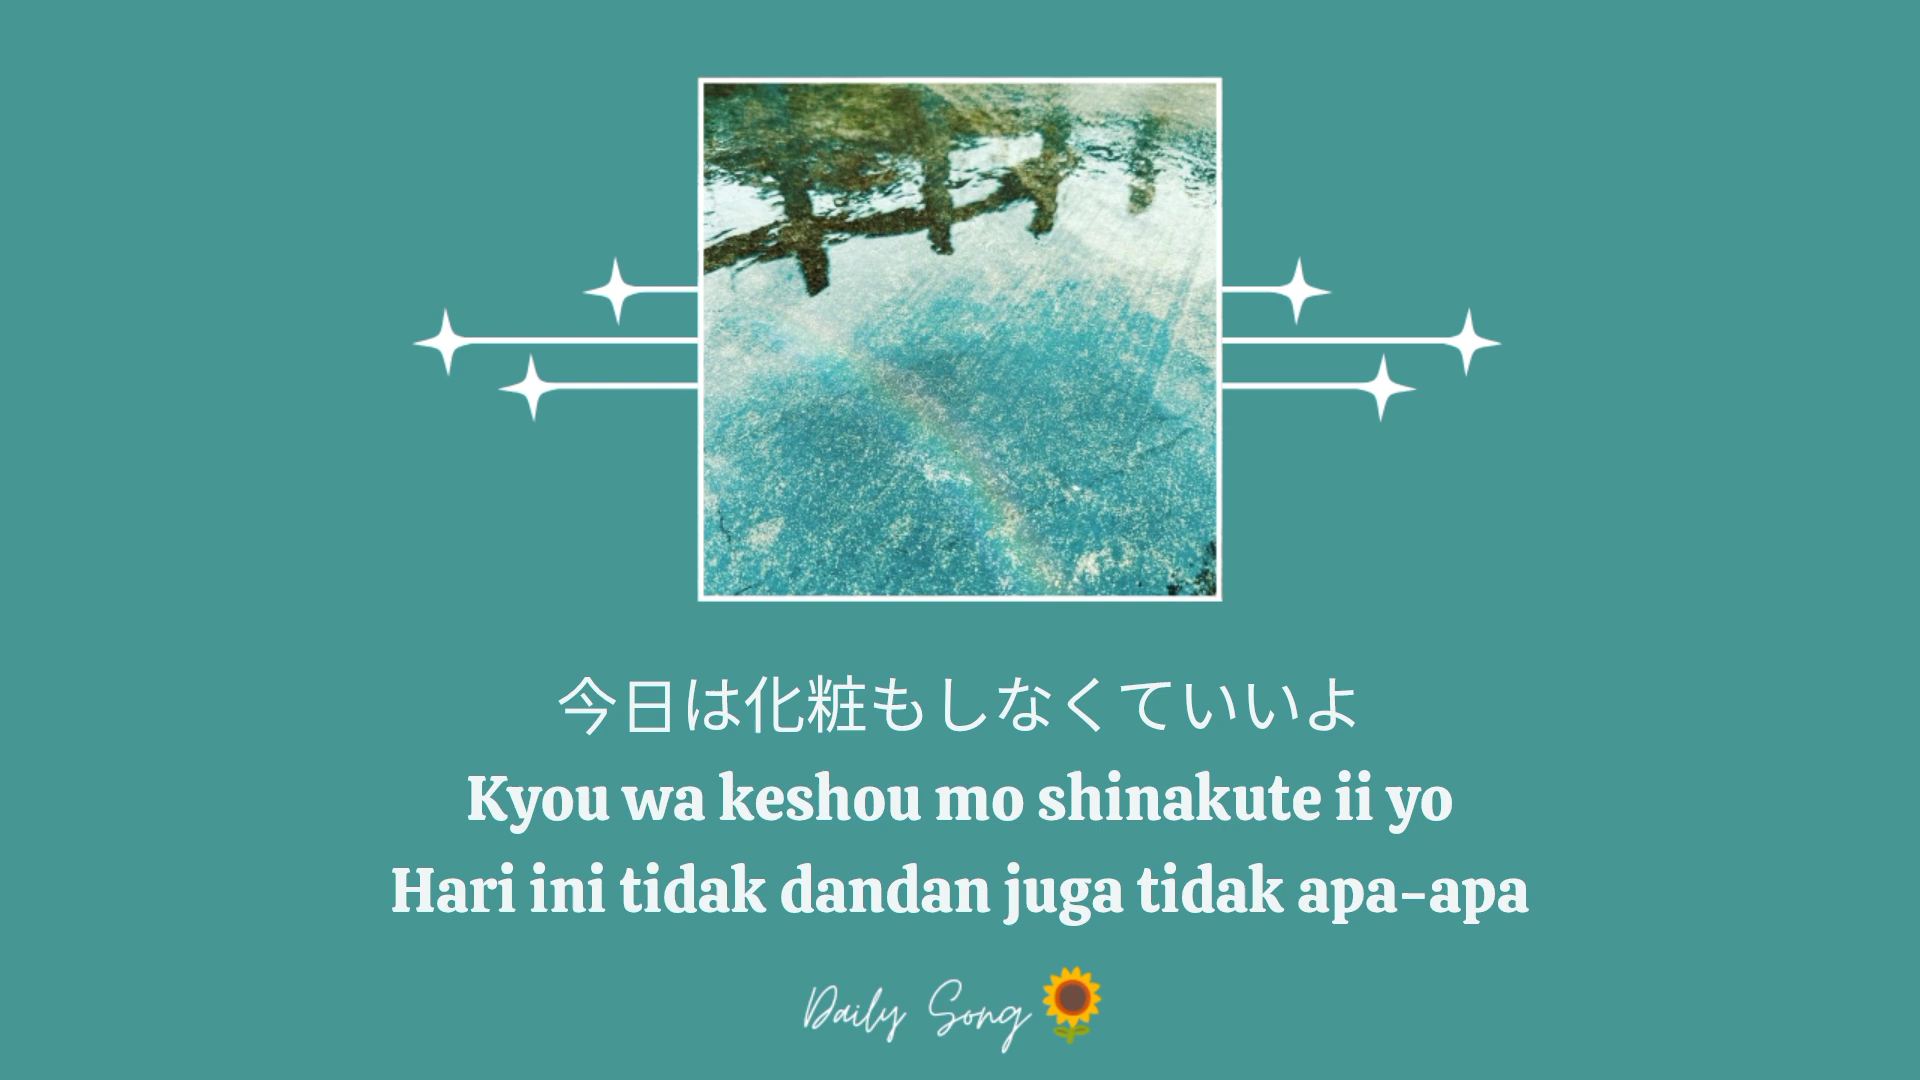 今日は化粧もしなくていいよ
Kyou wa keshou mo shinakute ii yo
Hari ini tidak dandan juga tidak apa-apa
Daily Song